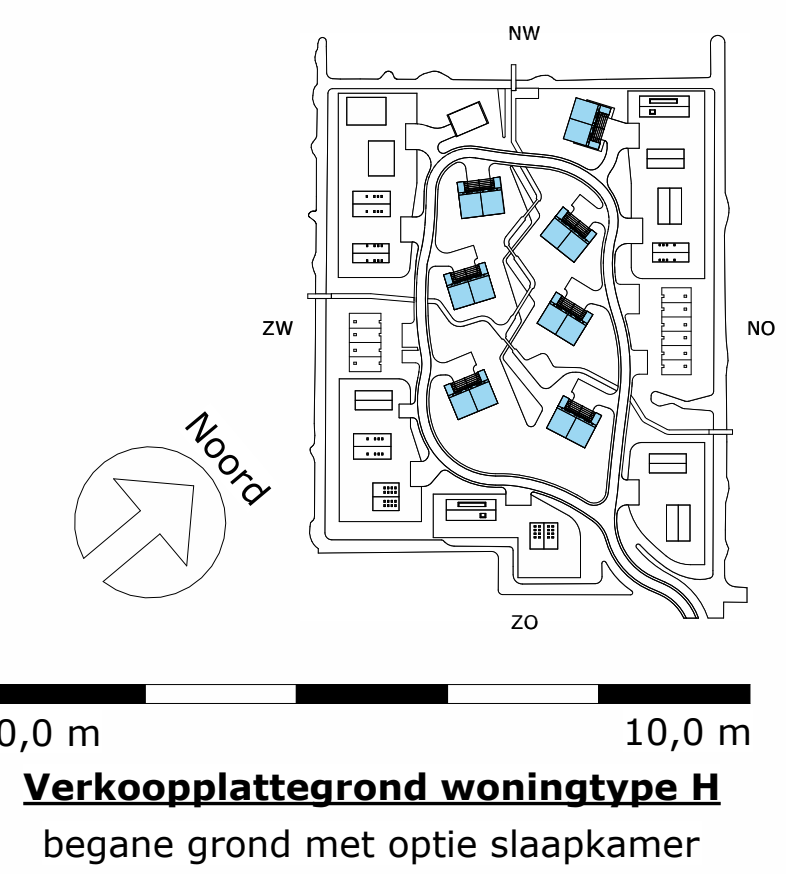 NW
ZW
NO
Noord
ZO
0,0 m
10,0 m
Verkoopplattegrond woningtype H
begane grond met optie slaapkamer